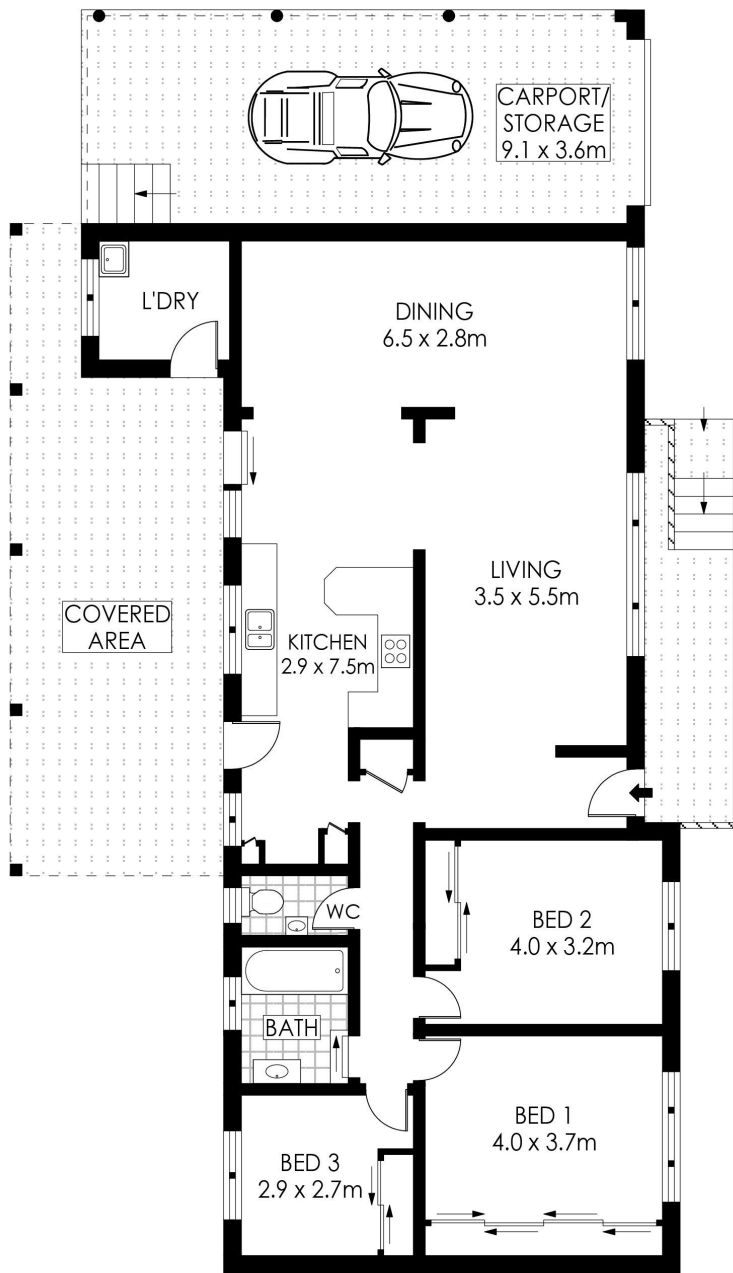 CARPORT/
STORAGE
9.1 x 3.6m
L'DRY
DINING
6.5 x 2.8m
LIVING
3.5 x 5.5m
COVERED
AREA
KITCHEN
2.9 x 7.5m
WC
BED 2
4.0 x 3.2m
BATH
BED 1
4.0 x 3.7m
BED 3
2.9 x 2.7m